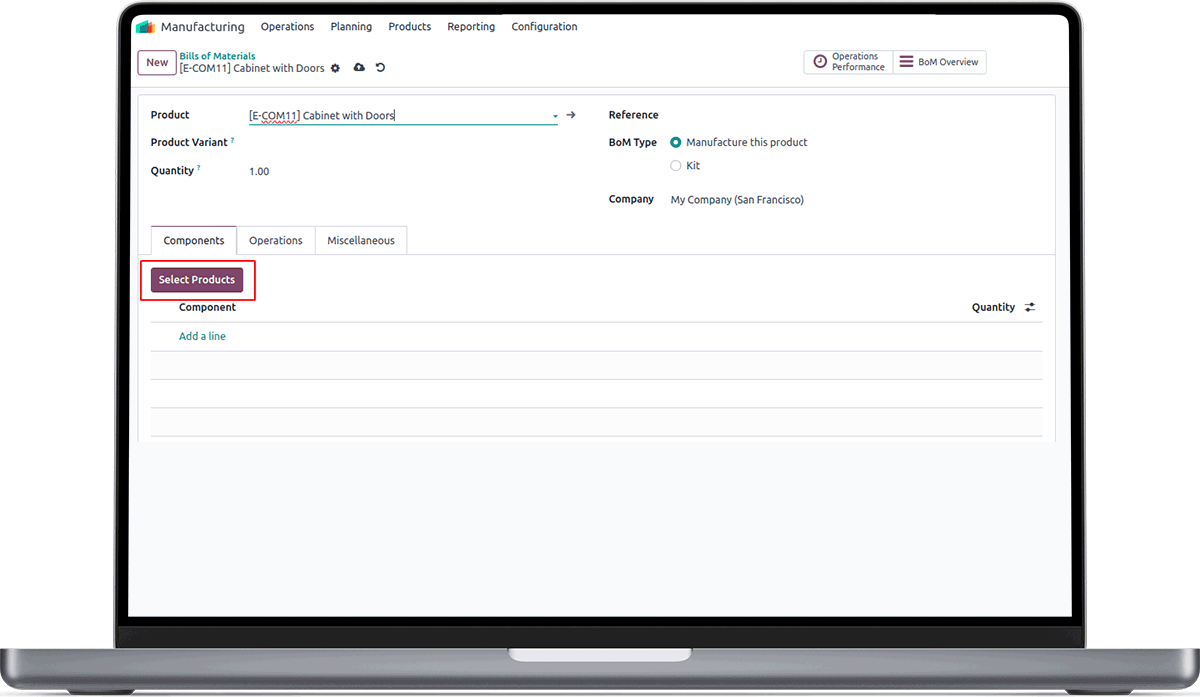 Manufacturing Operations Planning Products Reporting Configuration
New
Bills of Materials
[E-COM11] Cabinet with Doors
Operations
Performance
BoM Overview
Product [E-COM11] Cabinet with Doors
Product Variant ?
Quantity ? 1.00
Reference
BoM Type Manufacture this product
Kit
Company My Company (San Francisco)
Components Operations Miscellaneous
Select Products
Component Quantity
Add a line